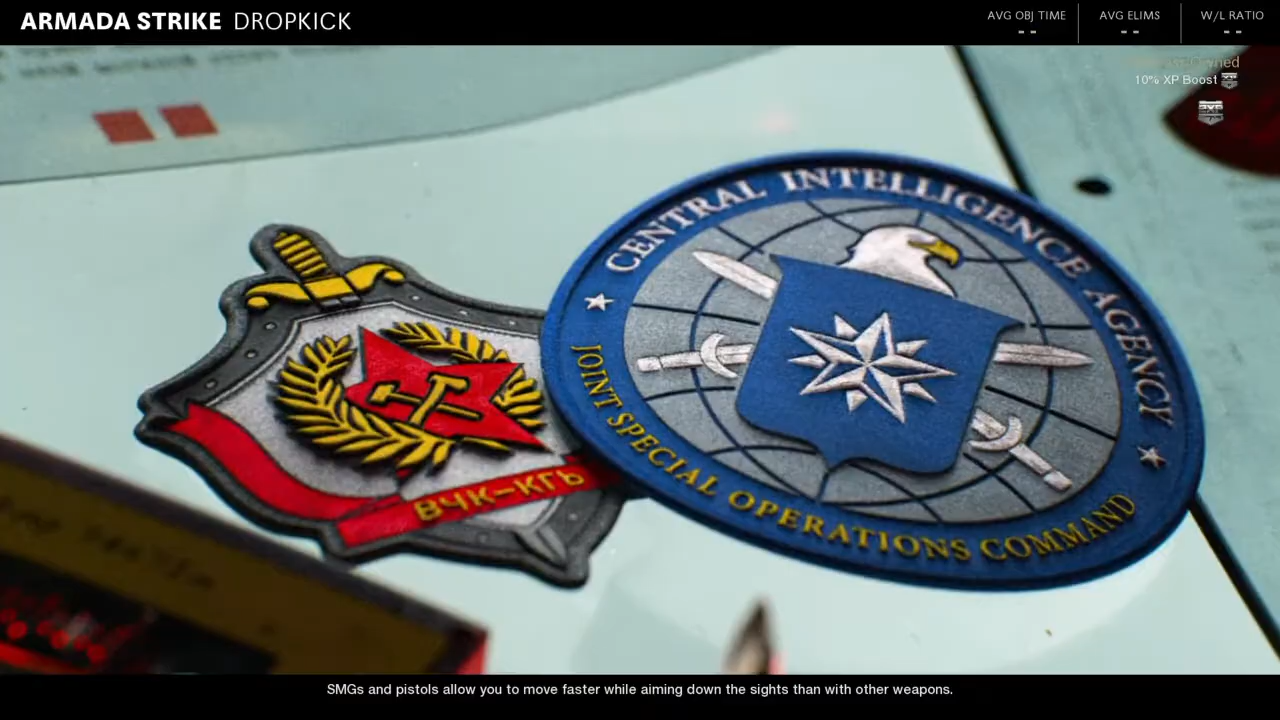 ARMADA STRIKE DROPKICK
AVG OBJ TIME
- -
AVG ELIMS
- -
W/L RATIO
- -
10% XP Boost
2XP
CENTRAL INTELLIGENCE AGENCY
JOINT SPECIAL OPERATIONS COMMAND
ВЧК-КГБ
SMGs and pistols allow you to move faster while aiming down the sights than with other weapons.